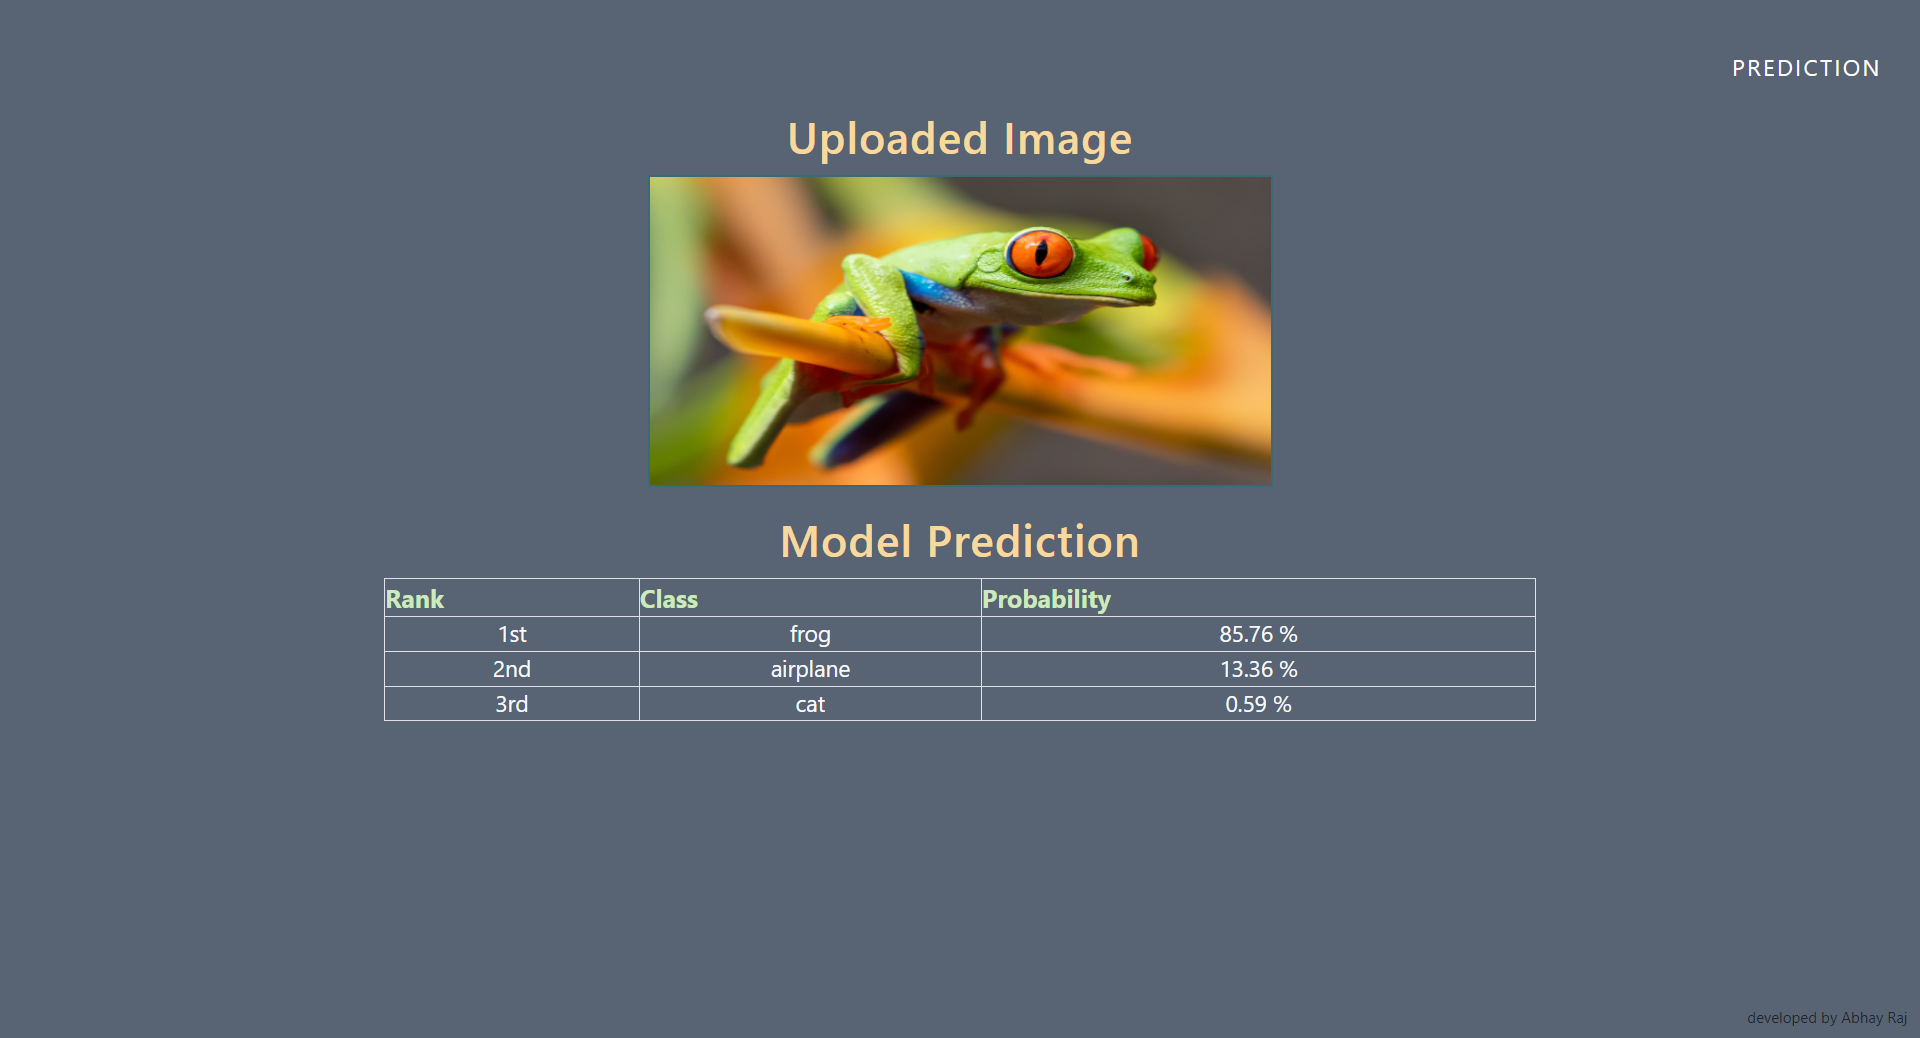 PREDICTION
Uploaded Image
Model Prediction
Rank Class Probability
1st frog 85.76 %
2nd airplane 13.36 %
3rd cat 0.59 %
developed by Abhay Raj